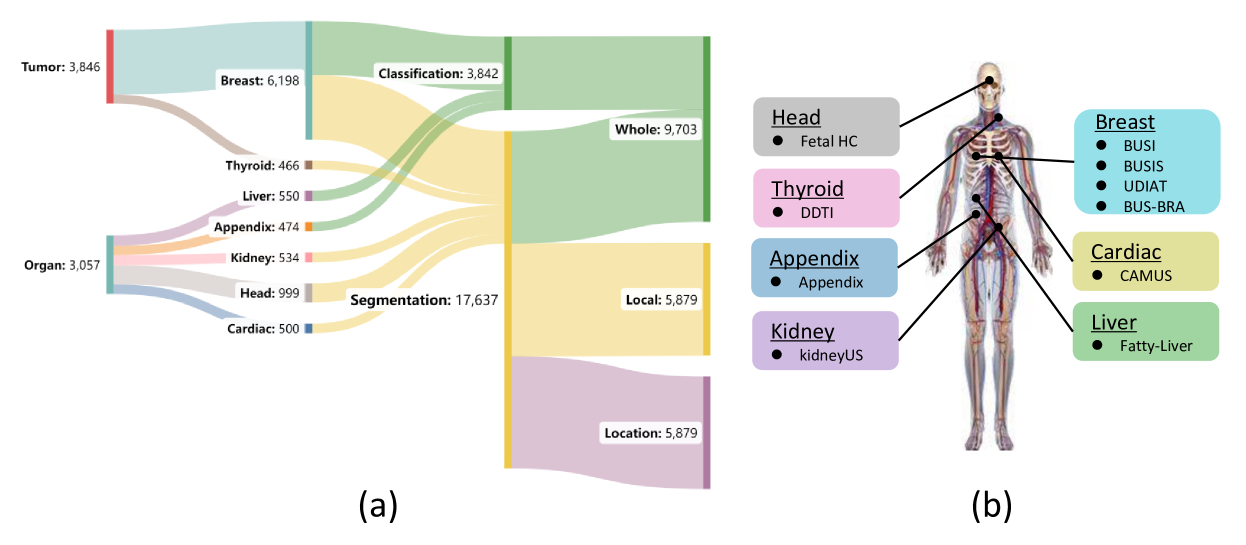 Tumor: 3,846
Organ: 3,057
Breast: 6,198
Thyroid: 466
Liver: 550
Appendix: 474
Kidney: 534
Head: 999
Cardiac: 500
Classification: 3,842
Segmentation: 17,637
Whole: 9,703
Local: 5,879
Location: 5,879
(a)
Head
● Fetal HC
Thyroid
● DDTI
Appendix
● Appendix
Kidney
● kidneyUS
Breast
● BUSI
● BUSIS
● UDIAT
● BUS-BRA
Cardiac
● CAMUS
Liver
● Fatty-Liver
(b)